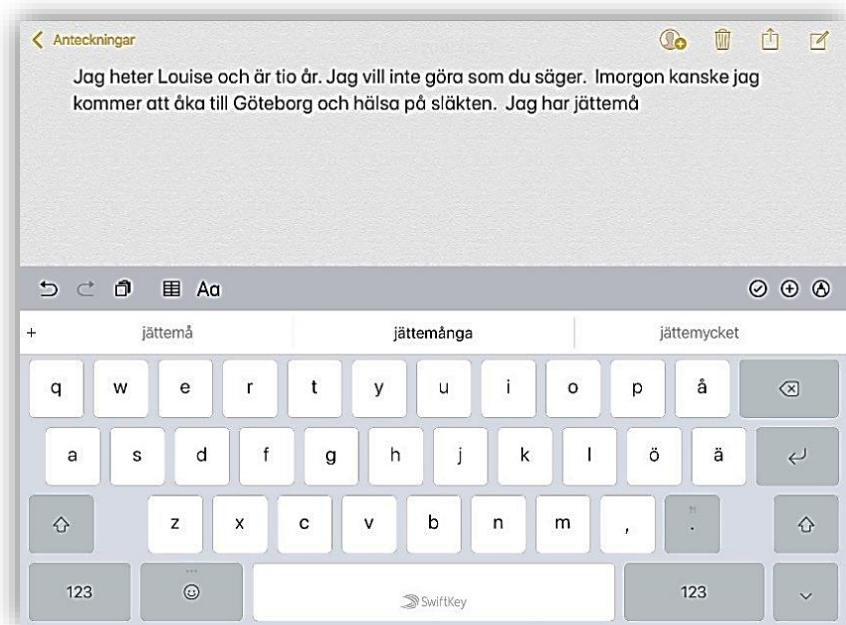 Anteckningar
Jag heter Louise och är tio år. Jag vill inte göra som du säger.  Imorgon kanske jag
kommer att åka till Göteborg och hälsa på släkten.  Jag har jättemå
Aa
+ jättemå jättemånga jättemycket
q w e r t y u i o p å
a s d f g h j k l ö ä
z x c v b n m , .
123 SwiftKey 123